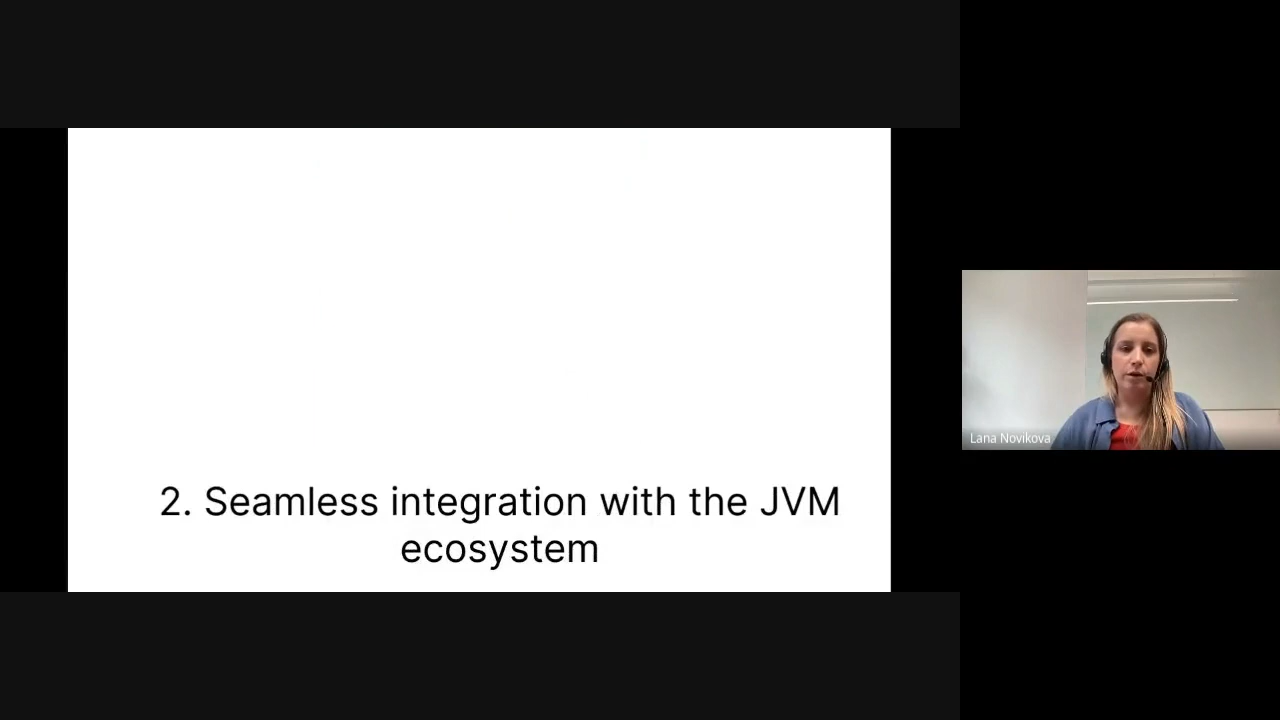 2. Seamless integration with the JVM
ecosystem
Lana Novikova